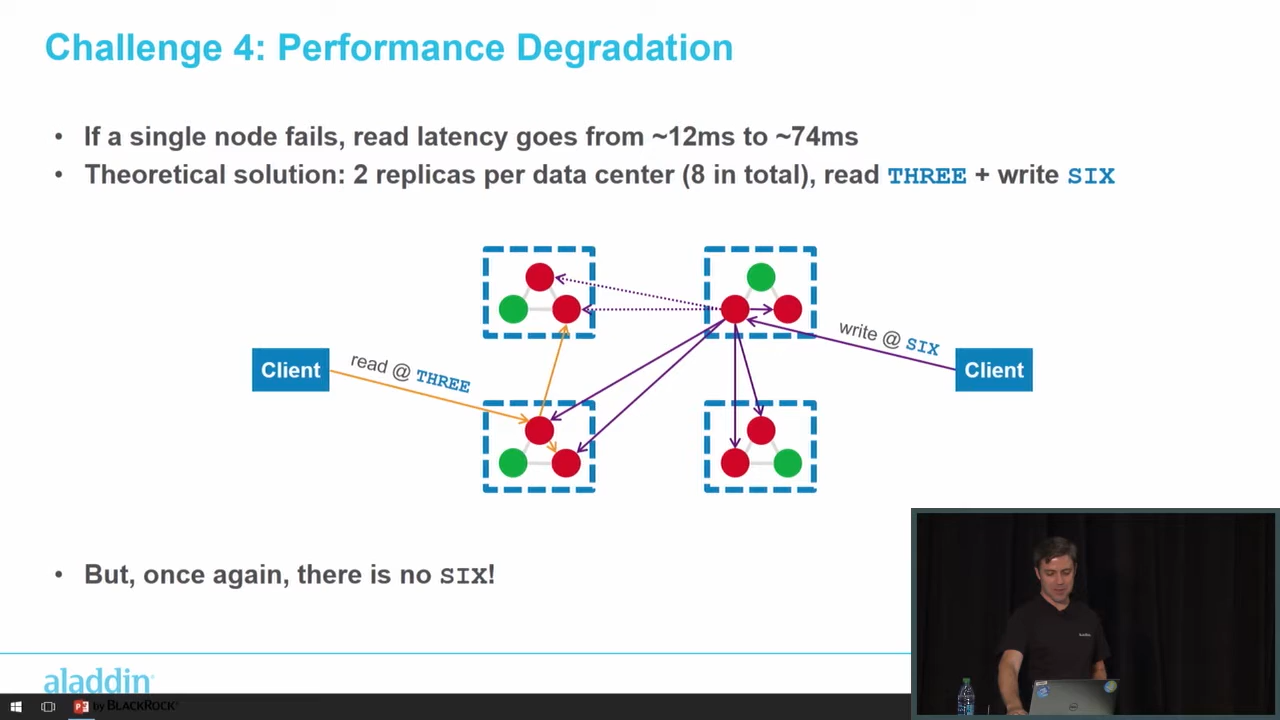 Challenge 4: Performance Degradation
• If a single node fails, read latency goes from ~12ms to ~74ms
• Theoretical solution: 2 replicas per data center (8 in total), read THREE + write SIX
write @ SIX
Client
read @ THREE
Client
• But, once again, there is no SIX!
aladdin
by BLACKROCK